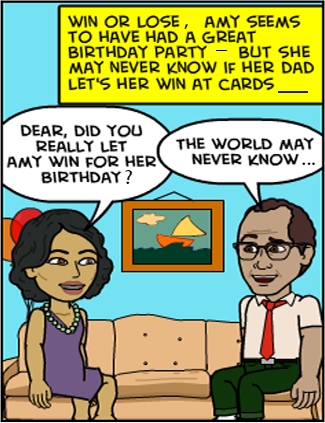 WIN OR LOSE, AMY SEEMS
TO HAVE HAD A GREAT
BIRTHDAY PARTY – BUT SHE
MAY NEVER KNOW IF HER DAD
LET'S HER WIN AT CARDS ___
DEAR, DID YOU
REALLY LET
AMY WIN FOR HER
BIRTHDAY?
THE WORLD MAY
NEVER KNOW...